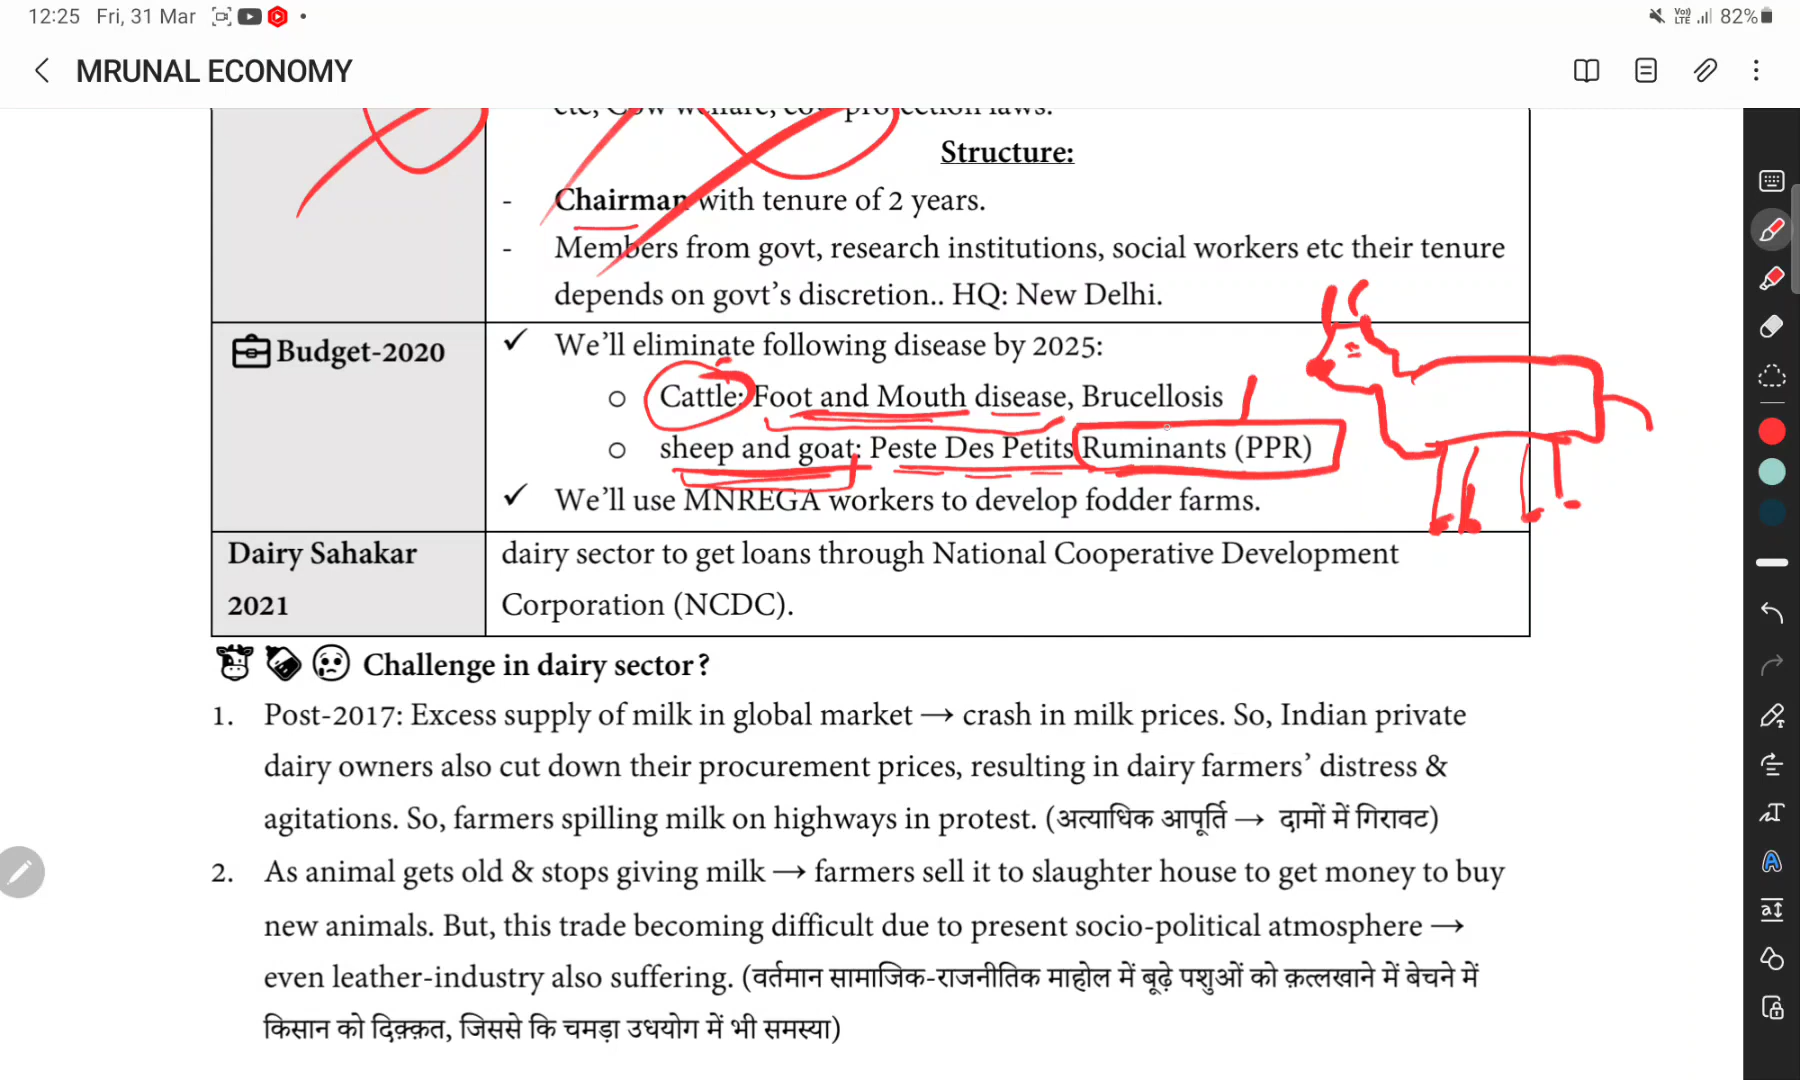 12:25 Fri, 31 Mar
Vo)) LTE 82%
MRUNAL ECONOMY
etc, Cow welfare, cow protection laws.
Structure:
- Chairman with tenure of 2 years.
- Members from govt, research institutions, social workers etc their tenure
depends on govt’s discretion.. HQ: New Delhi.
Budget-2020
✓ We’ll eliminate following disease by 2025:
o Cattle: Foot and Mouth disease, Brucellosis
o sheep and goat: Peste Des Petits Ruminants (PPR)
✓ We’ll use MNREGA workers to develop fodder farms.
Dairy Sahakar
2021
dairy sector to get loans through National Cooperative Development
Corporation (NCDC).
Challenge in dairy sector?
1. Post-2017: Excess supply of milk in global market → crash in milk prices. So, Indian private
dairy owners also cut down their procurement prices, resulting in dairy farmers’ distress &
agitations. So, farmers spilling milk on highways in protest. (अत्याधिक आपूर्ति → दामों में गिरावट)
2. As animal gets old & stops giving milk → farmers sell it to slaughter house to get money to buy
new animals. But, this trade becoming difficult due to present socio-political atmosphere →
even leather-industry also suffering. (वर्तमान सामाजिक-राजनीतिक माहोल में बूढ़े पशुओं को क़त्लखाने में बेचने में
किसान को दिक़्क़त, जिससे कि चमड़ा उधयोग में भी समस्या)